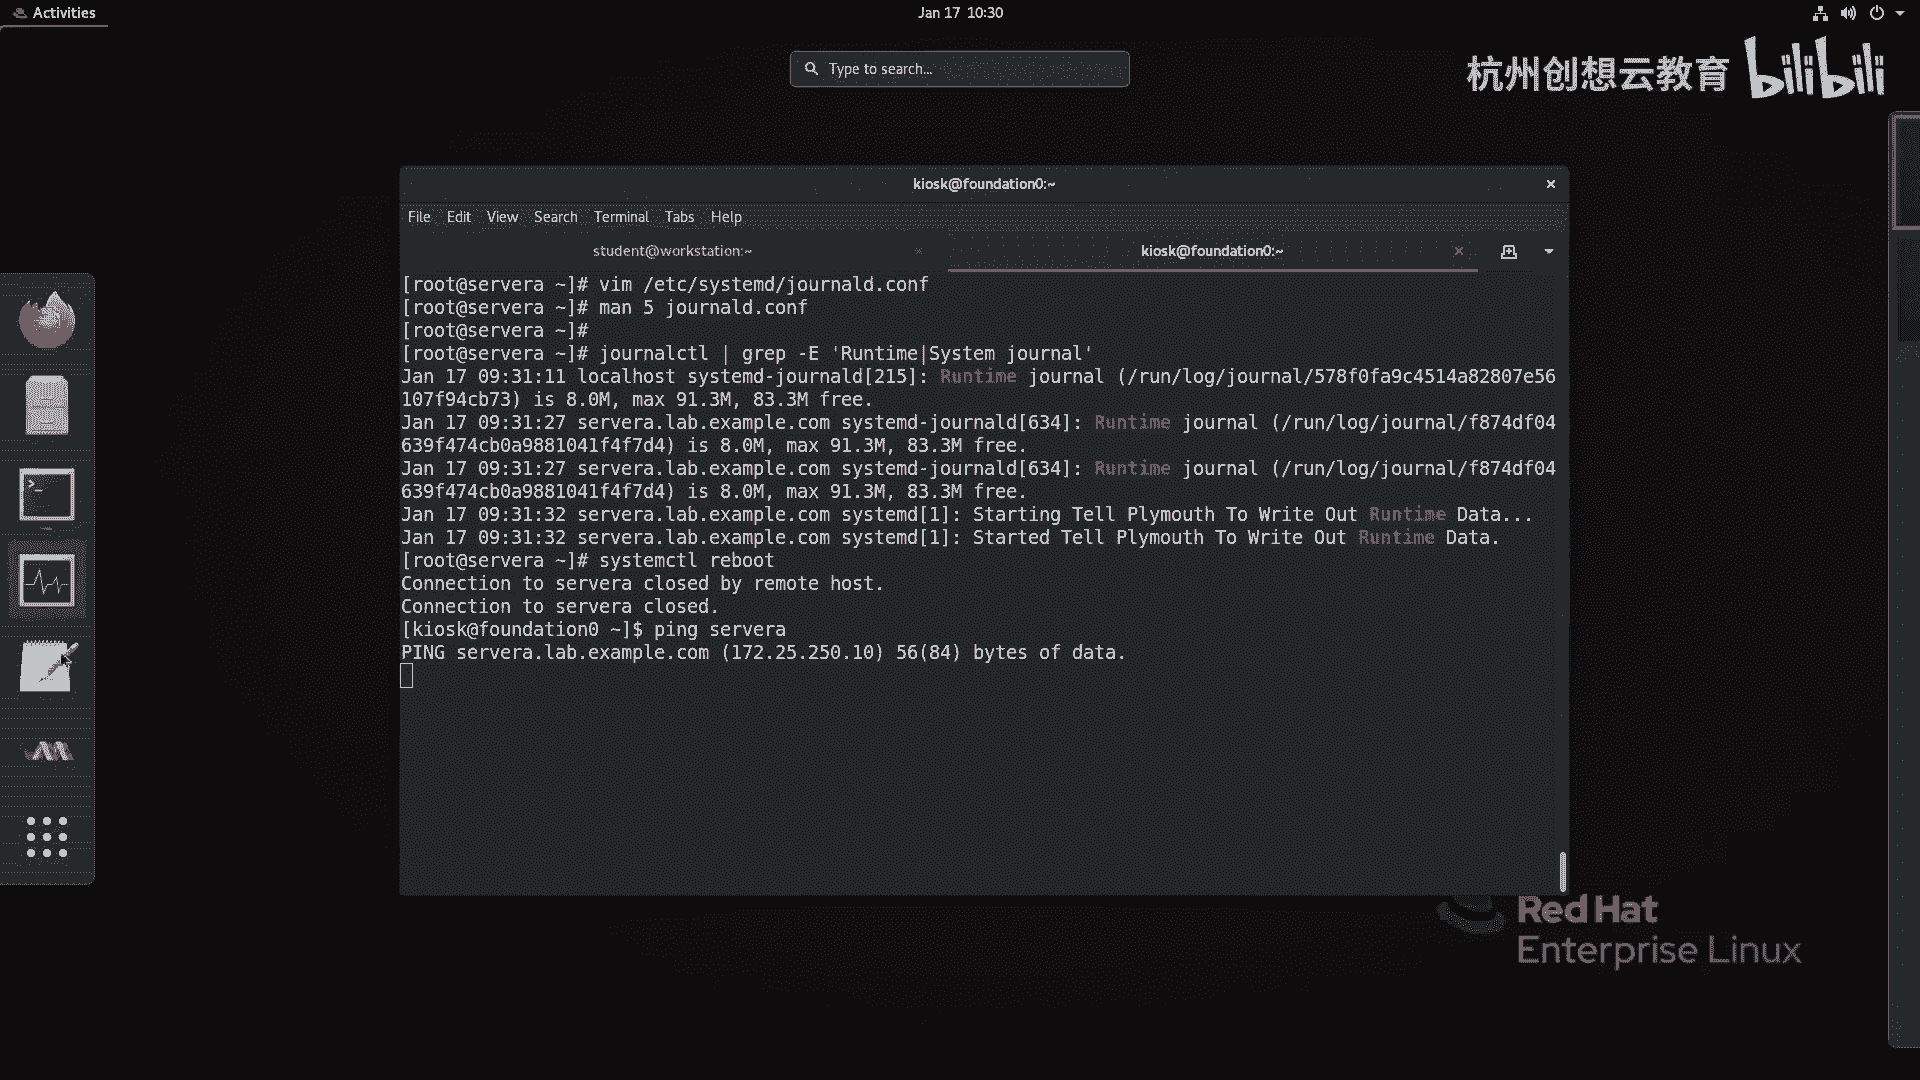 Activities
Jan 17 10:30
Type to search...
杭州创想云教育 bilibili
kiosk@foundation0:~
File Edit View Search Terminal Tabs Help
student@workstation:~
kiosk@foundation0:~
[root@servera ~]# vim /etc/systemd/journald.conf
[root@servera ~]# man 5 journald.conf
[root@servera ~]#
[root@servera ~]# journalctl | grep -E 'Runtime|System journal'
Jan 17 09:31:11 localhost systemd-journald[215]: Runtime journal (/run/log/journal/578f0fa9c4514a82807e56
107f94cb73) is 8.0M, max 91.3M, 83.3M free.
Jan 17 09:31:27 servera.lab.example.com systemd-journald[634]: Runtime journal (/run/log/journal/f874df04
639f474cb0a9881041f4f7d4) is 8.0M, max 91.3M, 83.3M free.
Jan 17 09:31:27 servera.lab.example.com systemd-journald[634]: Runtime journal (/run/log/journal/f874df04
639f474cb0a9881041f4f7d4) is 8.0M, max 91.3M, 83.3M free.
Jan 17 09:31:32 servera.lab.example.com systemd[1]: Starting Tell Plymouth To Write Out Runtime Data...
Jan 17 09:31:32 servera.lab.example.com systemd[1]: Started Tell Plymouth To Write Out Runtime Data.
[root@servera ~]# systemctl reboot
Connection to servera closed by remote host.
Connection to servera closed.
[kiosk@foundation0 ~]$ ping servera
PING servera.lab.example.com (172.25.250.10) 56(84) bytes of data.
Red Hat
Enterprise Linux